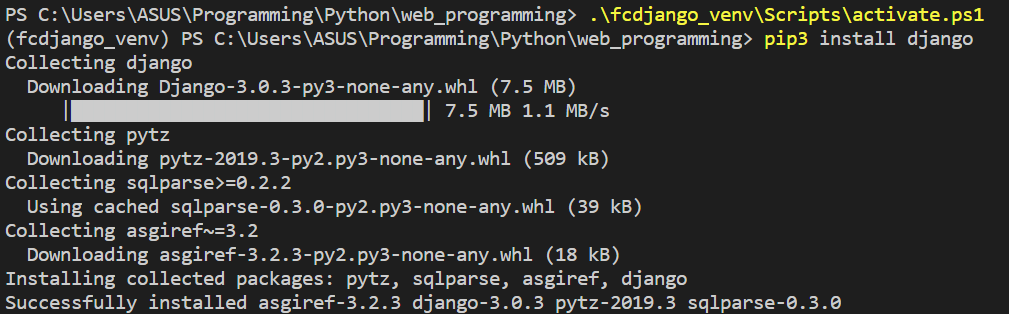 PS C:\Users\ASUS\Programming\Python\web_programming> .\fcdjango_venv\Scripts\activate.ps1
(fcdjango_venv) PS C:\Users\ASUS\Programming\Python\web_programming> pip3 install django
Collecting django
  Downloading Django-3.0.3-py3-none-any.whl (7.5 MB)
     |████████████████████████████████| 7.5 MB 1.1 MB/s
Collecting pytz
  Downloading pytz-2019.3-py2.py3-none-any.whl (509 kB)
Collecting sqlparse>=0.2.2
  Using cached sqlparse-0.3.0-py2.py3-none-any.whl (39 kB)
Collecting asgiref~=3.2
  Downloading asgiref-3.2.3-py2.py3-none-any.whl (18 kB)
Installing collected packages: pytz, sqlparse, asgiref, django
Successfully installed asgiref-3.2.3 django-3.0.3 pytz-2019.3 sqlparse-0.3.0